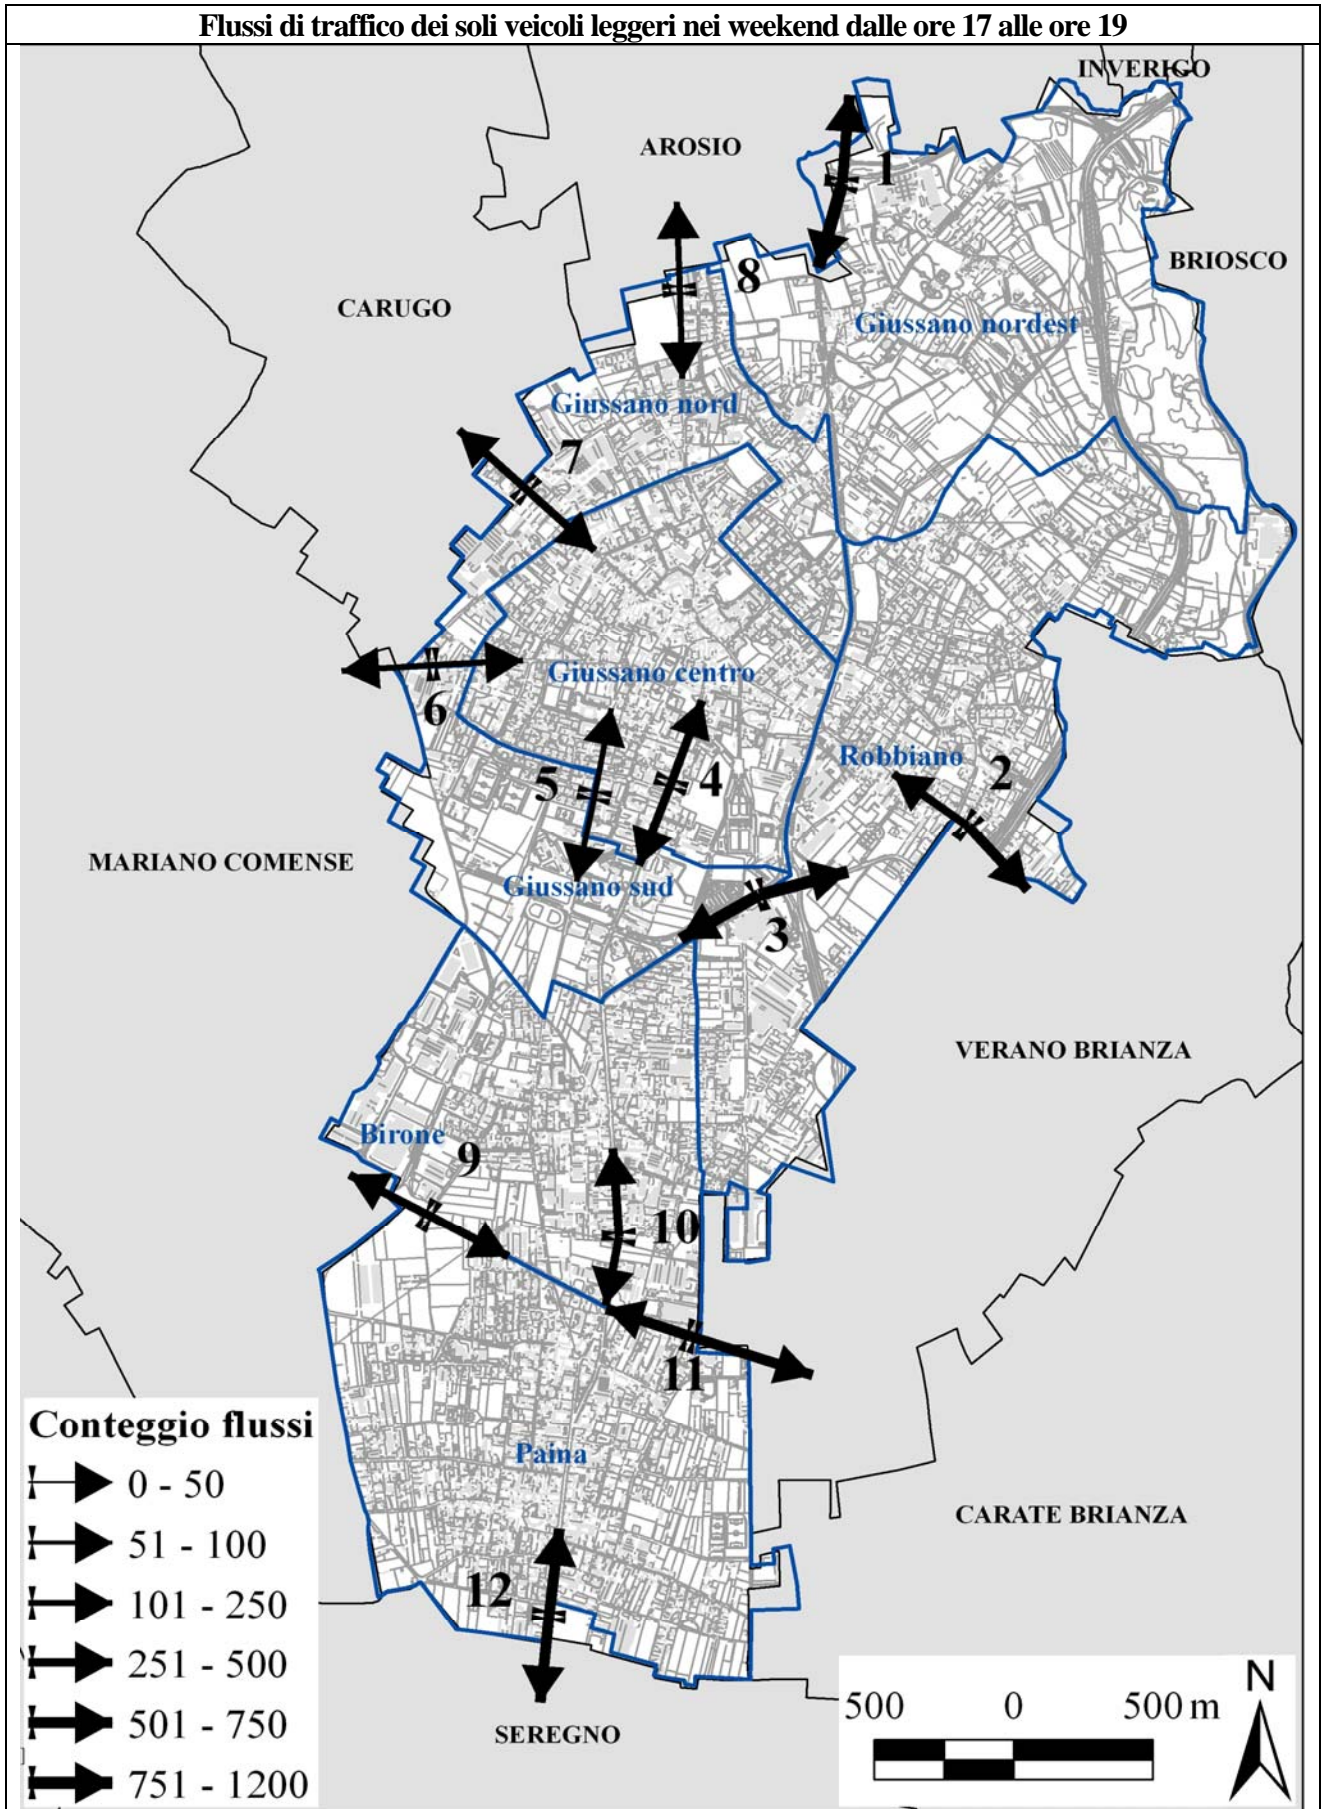 Flussi di traffico dei soli veicoli leggeri nei weekend dalle ore 17 alle ore 19
INVERIGO
AROSIO
1
BRIOSCO
8
CARUGO
Giussano nordest
Giussano nord
7
Giussano centro
6
Robbiano
2
5
4
MARIANO COMENSE
Giussano sud
3
VERANO BRIANZA
Birone
9
10
11
Conteggio flussi
0 - 50
51 - 100
101 - 250
251 - 500
501 - 750
751 - 1200
Paina
CARATE BRIANZA
12
SEREGNO
500 0 500 m
N